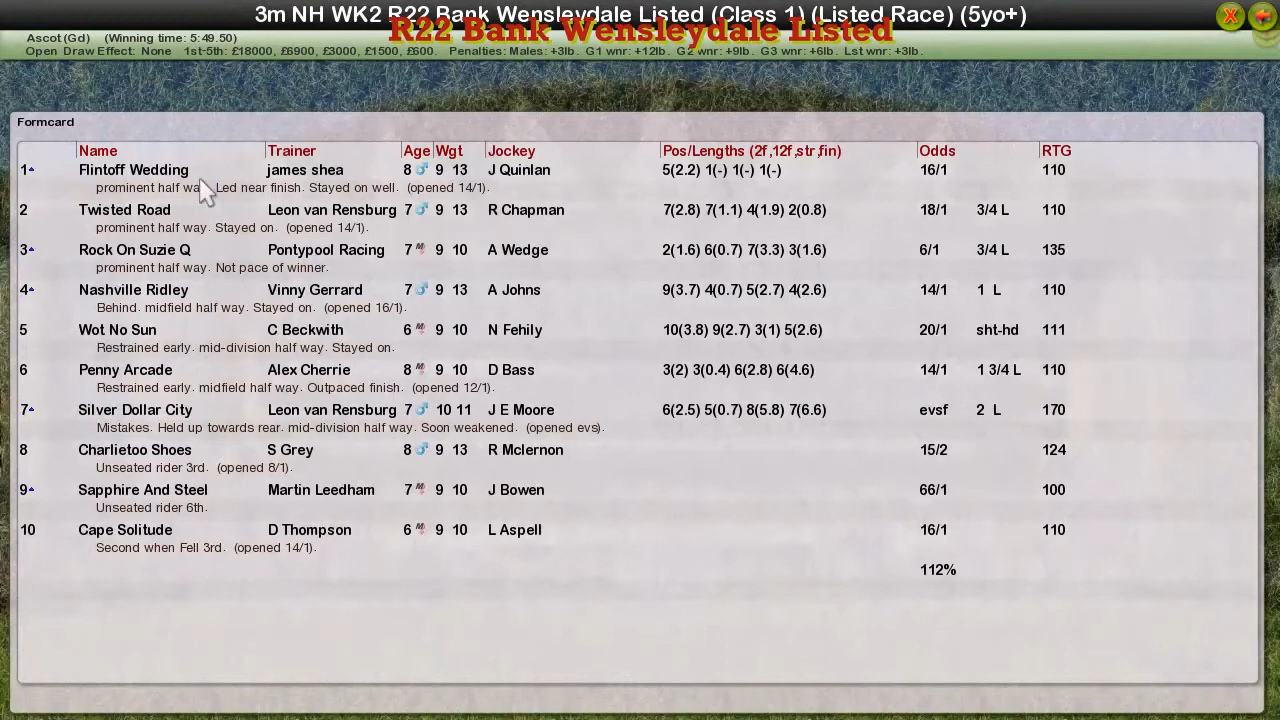 3m NH WK2 R22 Bank Wensleydale Listed (Class 1) (Listed Race) (5yo+)
R22 Bank Wensleydale Listed
Ascot(Gd) (Winning time: 5:49.50)
Open Draw Effect: None 1st-5th: £18000, £6900, £3000, £1500, £600. Penalties: Males: +3lb. G1 wnr: +12lb. G2 wnr: +9lb. G3 wnr: +6lb. Lst wnr: +3lb.
Formcard
Name Trainer Age Wgt Jockey Pos/Lengths (2f,12f,str,fin) Odds RTG
1 Flintoff Wedding james shea 8 9 13 J Quinlan 5(2.2) 1(-) 1(-) 1(-) 16/1 110
prominent half way. Led near finish. Stayed on well. (opened 14/1).
2 Twisted Road Leon van Rensburg 7 9 13 R Chapman 7(2.8) 7(1.1) 4(1.9) 2(0.8) 18/1 3/4 L 110
prominent half way. Stayed on. (opened 14/1).
3 Rock On Suzie Q Pontypool Racing 7 M 9 10 A Wedge 2(1.6) 6(0.7) 7(3.3) 3(1.6) 6/1 3/4 L 135
prominent half way. Not pace of winner.
4 Nashville Ridley Vinny Gerrard 7 9 13 A Johns 9(3.7) 4(0.7) 5(2.7) 4(2.6) 14/1 1 L 110
Behind. midfield half way. Stayed on. (opened 16/1).
5 Wot No Sun C Beckwith 6 M 9 10 N Fehily 10(3.8) 9(2.7) 3(1) 5(2.6) 20/1 sht-hd 111
Restrained early. mid-division half way. Stayed on.
6 Penny Arcade Alex Cherrie 8 M 9 10 D Bass 3(2) 3(0.4) 6(2.8) 6(4.6) 14/1 1 3/4 L 110
Restrained early. midfield half way. Outpaced finish. (opened 12/1).
7 Silver Dollar City Leon van Rensburg 7 10 11 J E Moore 6(2.5) 5(0.7) 8(5.8) 7(6.6) evsf 2 L 170
Mistakes. Held up towards rear. mid-division half way. Soon weakened. (opened evs).
8 Charlietoo Shoes S Grey 8 9 13 R Mclernon 15/2 124
Unseated rider 3rd. (opened 8/1).
9 Sapphire And Steel Martin Leedham 7 M 9 10 J Bowen 66/1 100
Unseated rider 6th.
10 Cape Solitude D Thompson 6 M 9 10 L Aspell 16/1 110
Second when Fell 3rd. (opened 14/1).
112%